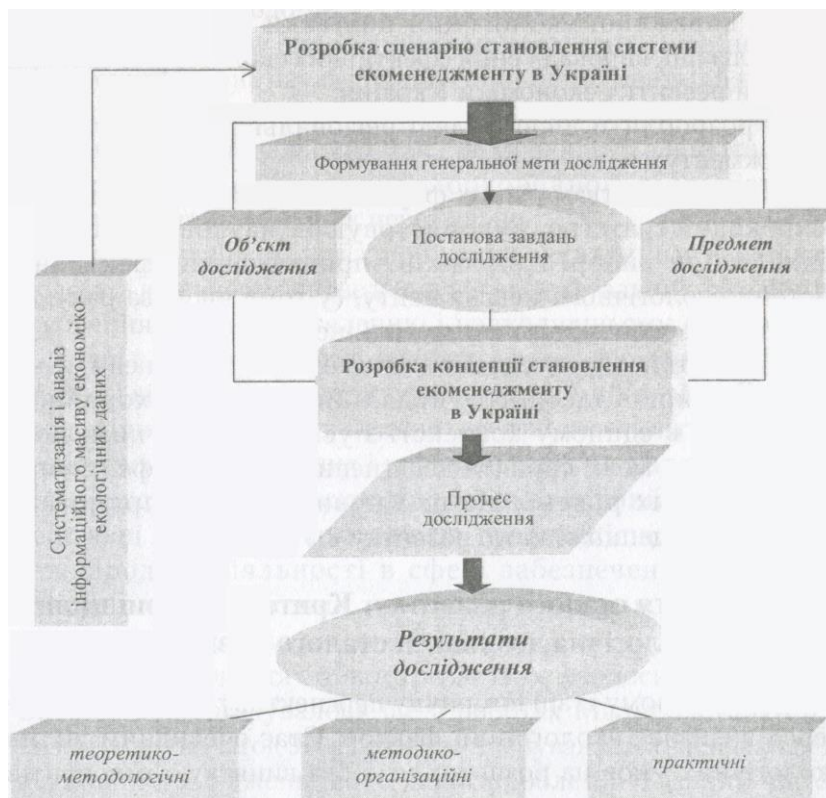 Розробка сценарію становлення системи
екоменеджменту в Україні
Формування генеральної мети дослідження
Об’єкт
дослідження
Постанова завдань
дослідження
Предмет
дослідження
Систематизація і аналіз
інформаційного масиву економіко-
екологічних даних
Розробка концепції становлення
екоменеджменту
в Україні
Процес
дослідження
Результати
дослідження
теоретико-
методологічні
методико-
організаційні
практичні